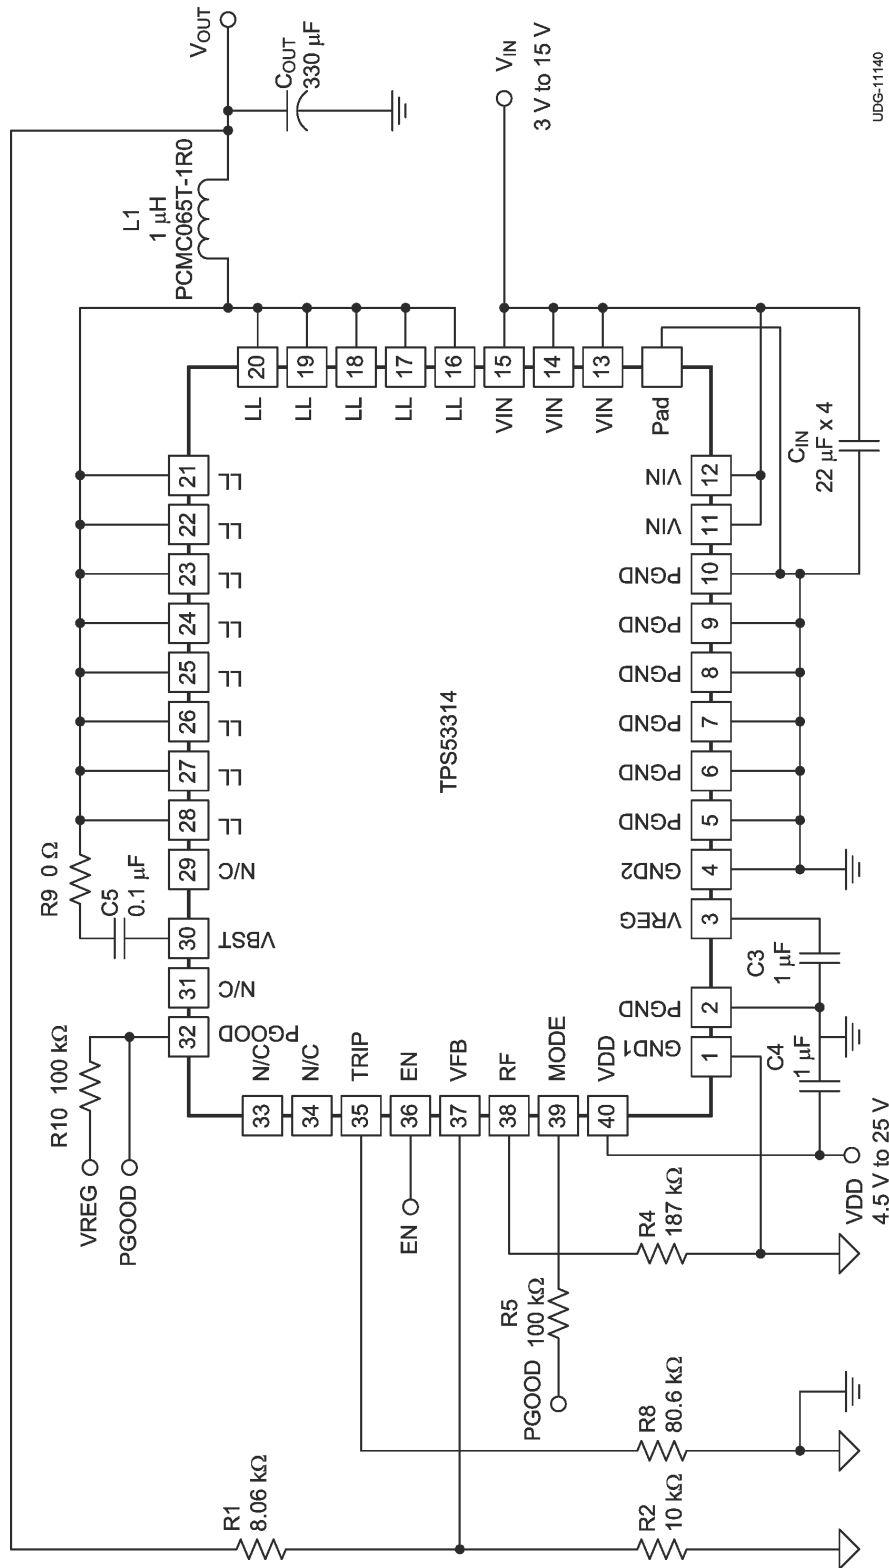 V_OUT
C_OUT
330 µF
V_IN
3 V to 15 V
UDG-11140
L1
1 µH
PCMC065T-1R0
20
19
18
17
16
15
14
13
LL
LL
LL
LL
LL
VIN
VIN
VIN
Pad
C_IN
22 µF x 4
21
LL
22
LL
23
LL
24
LL
25
LL
26
LL
27
LL
28
LL
29
N/C
30
VBST
31
N/C
32
PGOOD
TPS53314
VIN
12
VIN
11
PGND
10
PGND
9
PGND
8
PGND
7
PGND
6
PGND
5
GND2
4
VREG
3
PGND
2
GND1
1
R9 0 Ω
C5
0.1 µF
C3
1 µF
C4
1 µF
R10 100 kΩ
VREG
PGOOD
N/C
N/C
TRIP
EN
VFB
RF
MODE
VDD
33
34
35
36
37
38
39
40
EN
R5
100 kΩ
PGOOD
R4
187 kΩ
VDD
4.5 V to 25 V
R8
80.6 kΩ
R1
8.06 kΩ
R2
10 kΩ